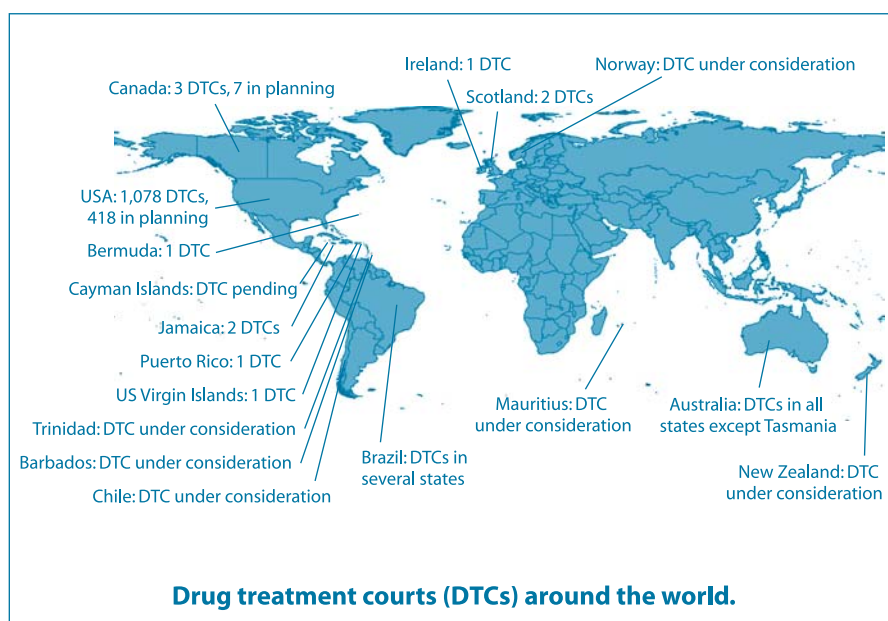 Ireland: 1 DTC
Norway: DTC under consideration
Canada: 3 DTCs, 7 in planning
Scotland: 2 DTCs
USA: 1,078 DTCs,
418 in planning
Bermuda: 1 DTC
Cayman Islands: DTC pending
Jamaica: 2 DTCs
Puerto Rico: 1 DTC
US Virgin Islands: 1 DTC
Trinidad: DTC under consideration
Barbados: DTC under consideration
Chile: DTC under consideration
Brazil: DTCs in
several states
Mauritius: DTC
under consideration
Australia: DTCs in all
states except Tasmania
New Zealand: DTC
under consideration
Drug treatment courts (DTCs) around the world.